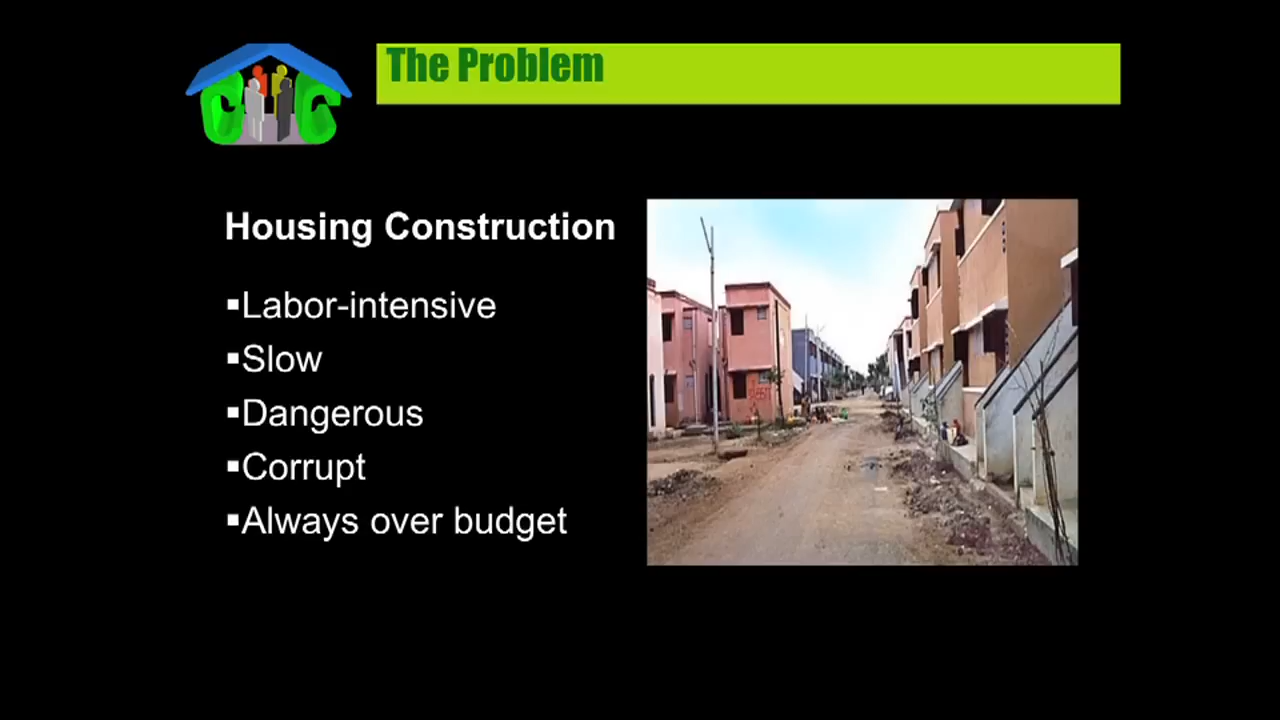 The Problem
Housing Construction
▪Labor-intensive
▪Slow
▪Dangerous
▪Corrupt
▪Always over budget